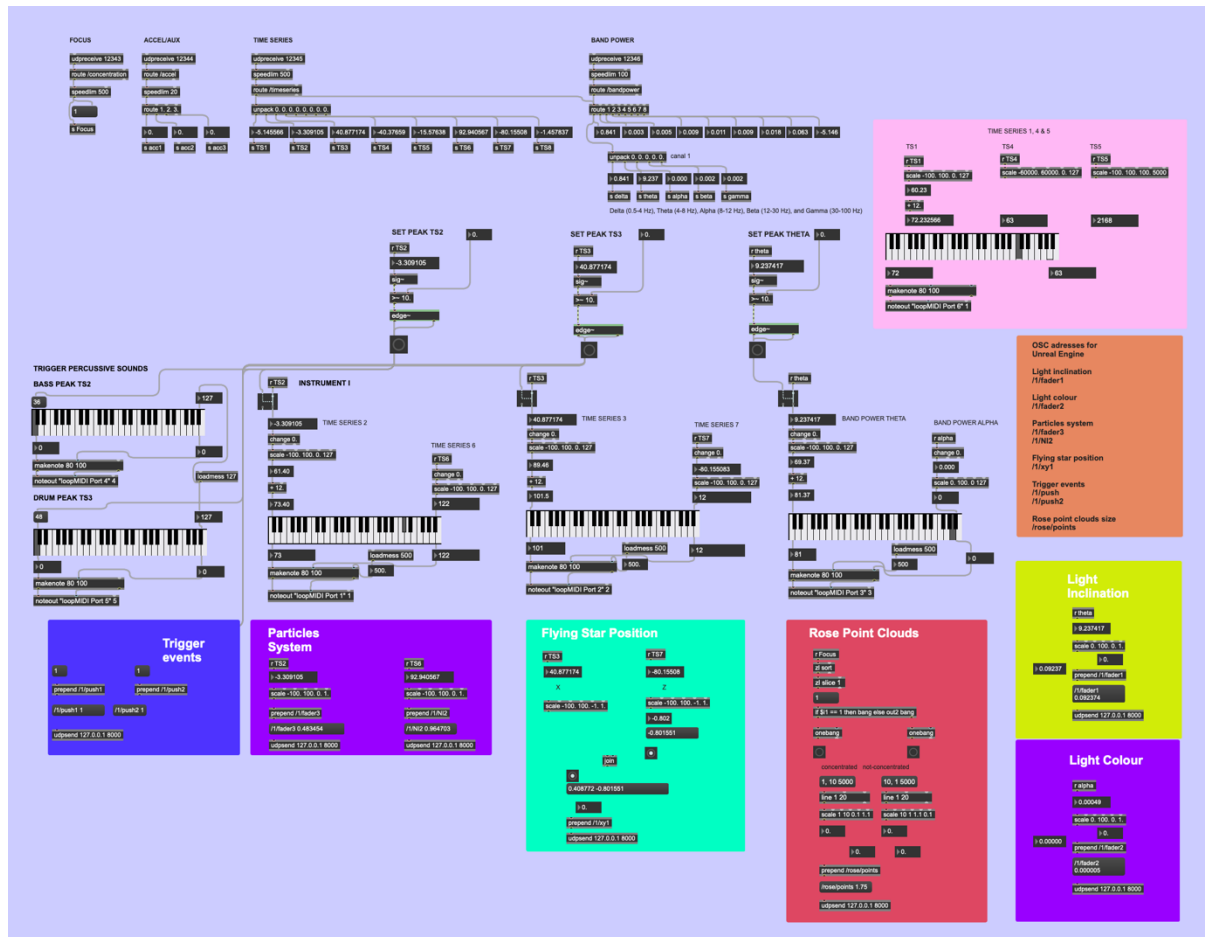 FOCUS
udpreceive 12343
route /concentration
speedlim 500
1
s Focus
ACCEL/AUX
udpreceive 12344
route /accel
speedlim 20
route 1. 2. 3.
0. 0. 0.
s acc1 s acc2 s acc3
TIME SERIES
udpreceive 12345
speedlim 500
route /timeseries
unpack 0. 0. 0. 0. 0. 0. 0. 0.
-5.145566 -3.309105 40.877174 -40.37659 -15.57638 92.940567 -80.15508 -1.457837
s TS1 s TS2 s TS3 s TS4 s TS5 s TS6 s TS7 s TS8
BAND POWER
udpreceive 12346
speedlim 100
route /bandpower
route 1 2 3 4 5 6 7 8
0.841 0.003 0.005 0.009 0.011 0.009 0.018 0.063 -5.146
unpack 0. 0. 0. 0. 0. canal 1
0.841 9.237 0.000 0.002 0.002
s delta s theta s alpha s beta s gamma
Delta (0.5-4 Hz), Theta (4-8 Hz), Alpha (8-12 Hz), Beta (12-30 Hz), and Gamma (30-100 Hz)
TIME SERIES 1, 4 & 5
TS1 TS4 TS5
r TS1 r TS4 r TS5
scale -100. 100. 0. 127 scale -60000. 60000. 0. 127 scale -100. 100. 100. 5000
60.23
+ 12.
72.232566 63 2168
72 63
makenote 80 100
noteout "loopMIDI Port 6" 1
SET PEAK TS2
r TS2 0.
-3.309105
sig~
>~ 10.
edge~
SET PEAK TS3
r TS3 0.
40.877174
sig~
>~ 10.
edge~
SET PEAK THETA
r theta 0.
9.237417
sig~
>~ 10.
edge~
TRIGGER PERCUSSIVE SOUNDS
BASS PEAK TS2
36 127
0 0
makenote 80 100
noteout "loopMIDI Port 4" 4
loadmess 127
DRUM PEAK TS3
48 127
0 0
makenote 80 100
noteout "loopMIDI Port 5" 5
r TS2 INSTRUMENT I
-3.309105 TIME SERIES 2
change 0.
scale -100. 100. 0. 127
61.40
+ 12.
73.40
TIME SERIES 6
r TS6
change 0.
scale -100. 100. 0. 127
122
73 loadmess 500 122
makenote 80 100 500.
noteout "loopMIDI Port 1" 1
r TS3
40.877174 TIME SERIES 3
change 0.
scale -100. 100. 0. 127
89.46
+ 12.
101.5
TIME SERIES 7
r TS7
change 0.
-80.155083
scale -100. 100. 0. 127
12
101 loadmess 500 12
makenote 80 100 500.
noteout "loopMIDI Port 2" 2
r theta
9.237417 BAND POWER THETA
change 0.
scale -100. 100. 0. 127
69.37
+ 12.
81.37
BAND POWER ALPHA
r alpha
change 0.
0.000
scale 0. 100. 0 127
0
81 loadmess 500 0
makenote 80 100 500
noteout "loopMIDI Port 3" 3
OSC adresses for
Unreal Engine
Light inclination
/1/fader1
Light colour
/1/fader2
Particles system
/1/fader3
/1/NI2
Flying star position
/1/xy1
Trigger events
/1/push
/1/push2
Rose point clouds size
/rose/points
Trigger
events
1 1
prepend /1/push1 prepend /1/push2
/1/push1 1 /1/push2 1
udpsend 127.0.0.1 8000
Particles
System
r TS2 r TS6
-3.309105 92.940567
scale -100. 100. 0. 1. scale -100. 100. 0. 1.
prepend /1/fader3 prepend /1/NI2
/1/fader3 0.483454 /1/NI2 0.964703
udpsend 127.0.0.1 8000 udpsend 127.0.0.1 8000
Flying Star Position
r TS3 r TS7
40.877174 -80.15508
X Z
scale -100. 100. -1. 1. scale -100. 100. -1. 1.
-0.802
-0.801551
join
0.408772 -0.801551
0.
prepend /1/xy1
udpsend 127.0.0.1 8000
Rose Point Clouds
r Focus
zl sort
zl slice 1
1
if $i1 == 1 then bang else out2 bang
onebang onebang
concentrated not-concentrated
1, 10 5000 10, 1 5000
line 1 20 line 1 20
scale 1 10 0.1 1.1 scale 10 1 1.1 0.1
0. 0.
0. 0.
prepend /rose/points
/rose/points 1.75
udpsend 127.0.0.1 8000
Light
Inclination
r theta
9.237417
scale 0. 100. 0. 1.
0.09237 0.
prepend /1/fader1
/1/fader1
0.092374
udpsend 127.0.0.1 8000
Light Colour
r alpha
0.00049
scale 0. 100. 0. 1.
0.00000 0.
prepend /1/fader2
/1/fader2
0.000005
udpsend 127.0.0.1 8000